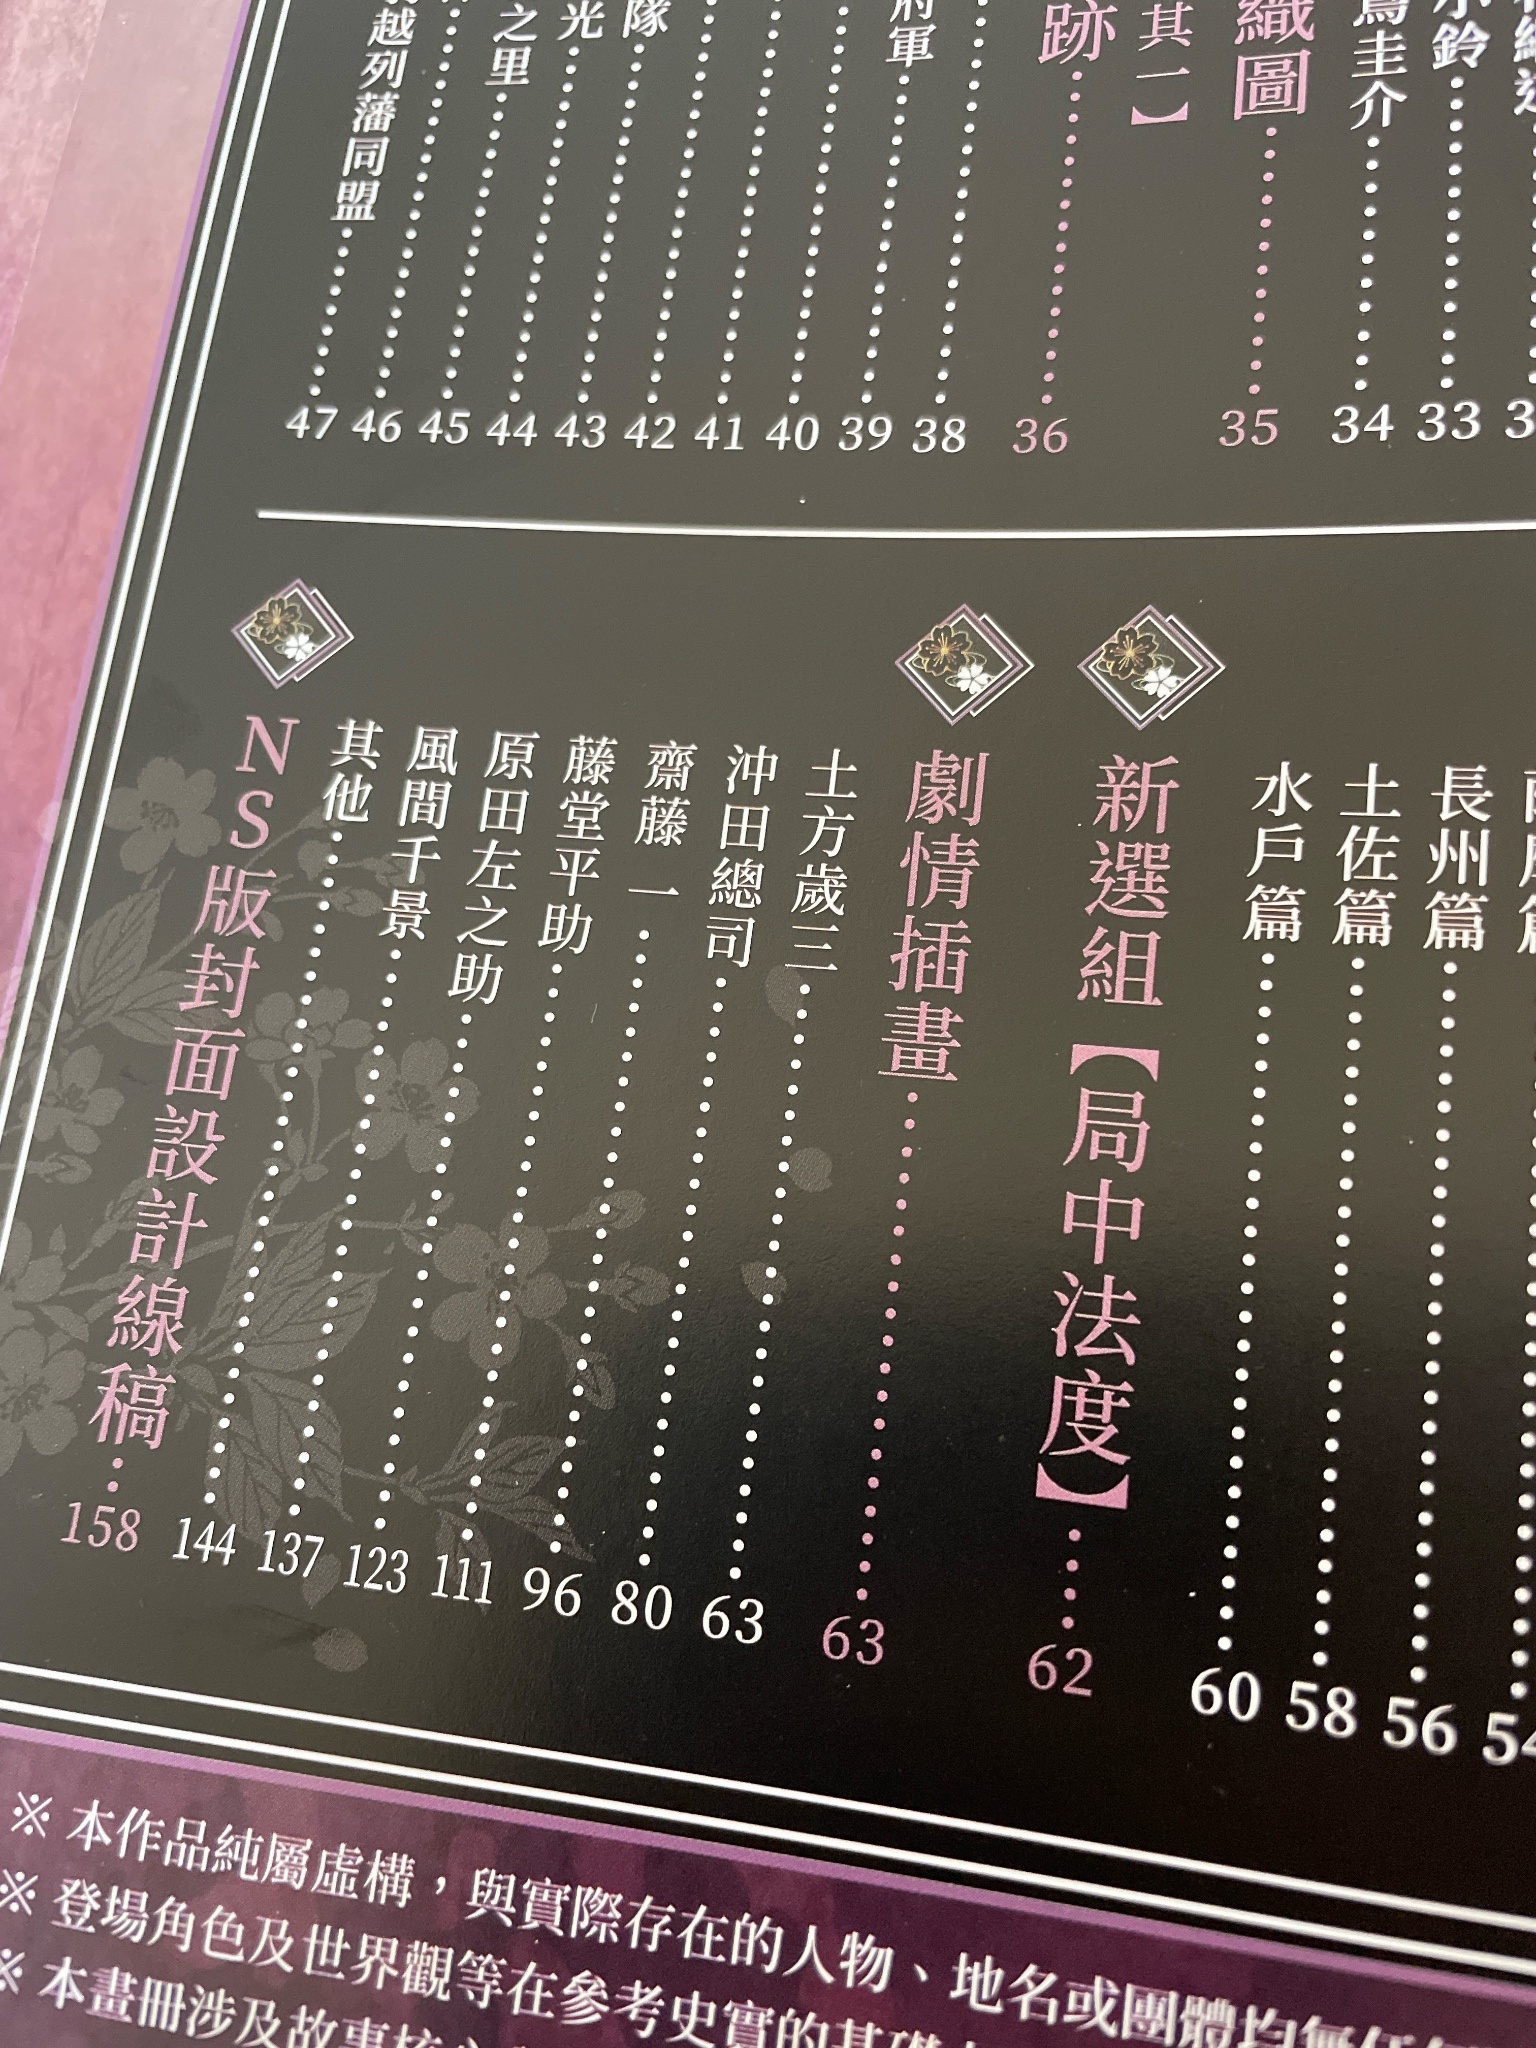 小鈴……33
圭介……34
織圖……35
其一】
跡……36
……38
軍……39
……40
……41
……42
隊……43
光……44
之里……45
……46
越列藩同盟……47
54
長州篇……56
土佐篇……58
水戶篇……60
新選組【局中法度】……62
劇情插畫……63
土方歲三……63
沖田總司……80
齋藤一……96
藤堂平助……111
原田左之助……123
風間千景……137
其他……144
NS版封面設計線稿……158
※ 本作品純屬虛構，與實際存在的人物、地名或團體均無任何
※ 登場角色及世界觀等在參考史實的基礎
※ 本畫冊涉及故事核心